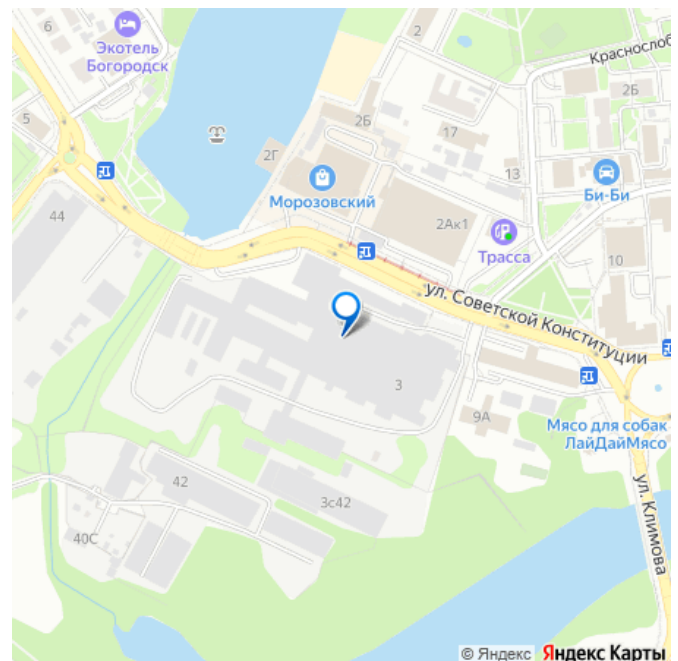 6
Экотель
Богородск
2
Краснослоб
2Б
5
2Б
17
2Г
13
Морозовский
Би-Би
44
2Ак1
Трасса
10
ул. Советской Конституции
3
9А
Мясо для собак
ЛайДайМясо
42
3с42
ул. Климова
40С
© Яндекс Яндекс Карты